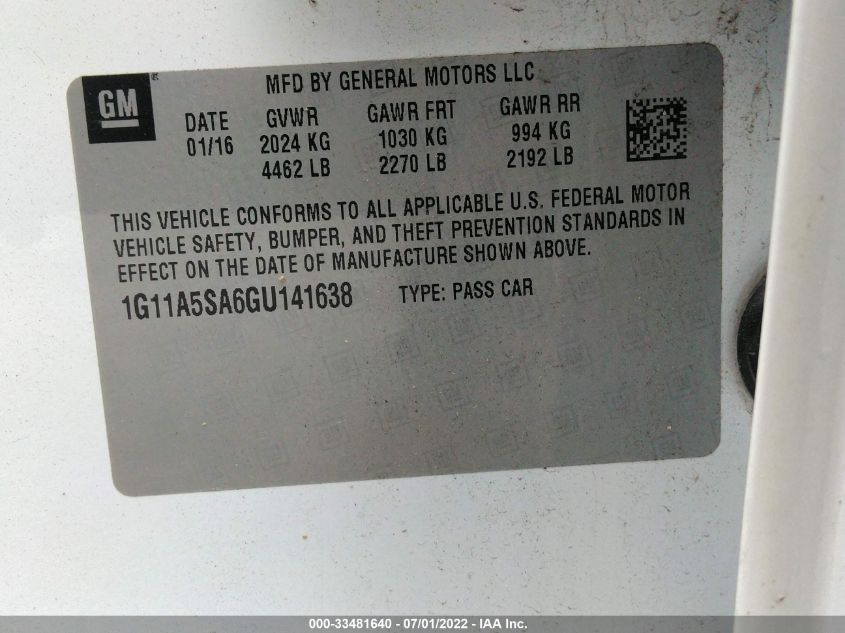 GM
MFD BY GENERAL MOTORS LLC
DATE GVWR GAWR FRT GAWR RR
01/16 2024 KG 1030 KG 994 KG
4462 LB 2270 LB 2192 LB
THIS VEHICLE CONFORMS TO ALL APPLICABLE U.S. FEDERAL MOTOR
VEHICLE SAFETY, BUMPER, AND THEFT PREVENTION STANDARDS IN
EFFECT ON THE DATE OF MANUFACTURE SHOWN ABOVE.
1G11A5SA6GU141638 TYPE: PASS CAR
000-33481640 - 07/01/2022 - IAA Inc.